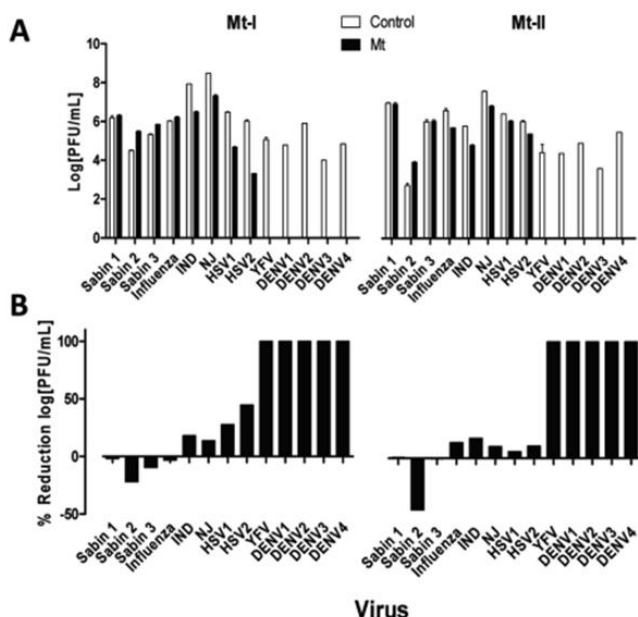 A
Mt-I
Control
Mt
Mt-II
Log[PFU/mL]
10
8
6
4
2
0
Sabin 1
Sabin 2
Sabin 3
Influenza
IND
NJ
HSV1
HSV2
YFV
DENV1
DENV2
DENV3
DENV4
Sabin 1
Sabin 2
Sabin 3
Influenza
IND
NJ
HSV1
HSV2
YFV
DENV1
DENV2
DENV3
DENV4
B
% Reduction log[PFU/mL]
100
50
0
-50
Sabin 1
Sabin 2
Sabin 3
Influenza
IND
NJ
HSV1
HSV2
YFV
DENV1
DENV2
DENV3
DENV4
Sabin 1
Sabin 2
Sabin 3
Influenza
IND
NJ
HSV1
HSV2
YFV
DENV1
DENV2
DENV3
DENV4
Virus